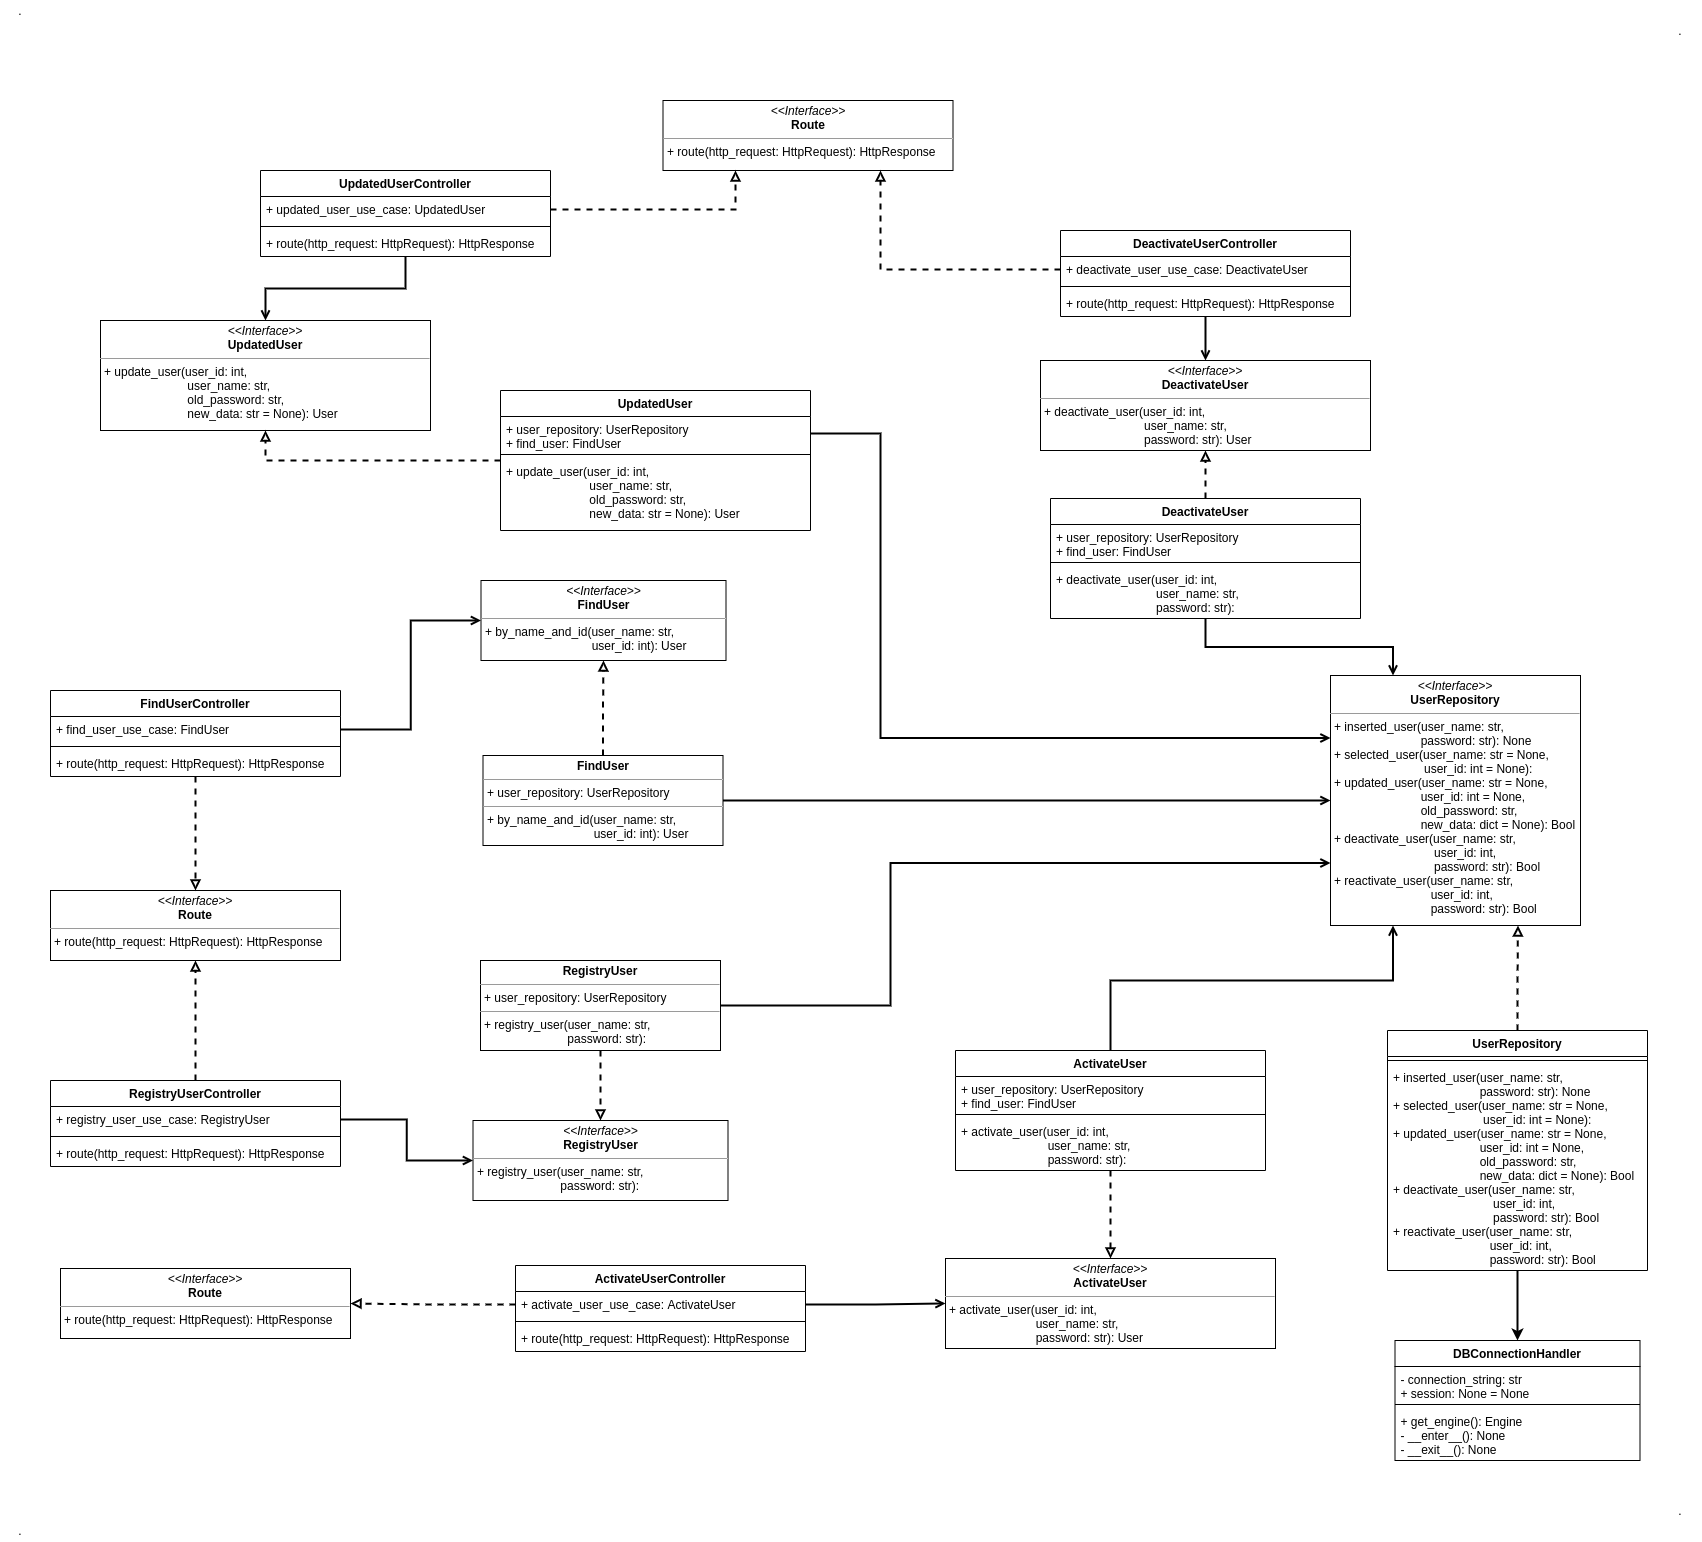 <<Interface>>
Route
+ route(http_request: HttpRequest): HttpResponse
UpdatedUserController
+ updated_user_use_case: UpdatedUser
+ route(http_request: HttpRequest): HttpResponse
DeactivateUserController
+ deactivate_user_use_case: DeactivateUser
+ route(http_request: HttpRequest): HttpResponse
<<Interface>>
UpdatedUser
+ update_user(user_id: int,
user_name: str,
old_password: str,
new_data: str = None): User
<<Interface>>
DeactivateUser
+ deactivate_user(user_id: int,
user_name: str,
password: str): User
UpdatedUser
+ user_repository: UserRepository
+ find_user: FindUser
+ update_user(user_id: int,
user_name: str,
old_password: str,
new_data: str = None): User
DeactivateUser
+ user_repository: UserRepository
+ find_user: FindUser
+ deactivate_user(user_id: int,
user_name: str,
password: str):
<<Interface>>
FindUser
+ by_name_and_id(user_name: str,
user_id: int): User
FindUserController
+ find_user_use_case: FindUser
+ route(http_request: HttpRequest): HttpResponse
<<Interface>>
UserRepository
+ inserted_user(user_name: str,
password: str): None
+ selected_user(user_name: str = None,
user_id: int = None):
+ updated_user(user_name: str = None,
user_id: int = None,
old_password: str,
new_data: dict = None): Bool
+ deactivate_user(user_name: str,
user_id: int,
password: str): Bool
+ reactivate_user(user_name: str,
user_id: int,
password: str): Bool
FindUser
+ user_repository: UserRepository
+ by_name_and_id(user_name: str,
user_id: int): User
<<Interface>>
Route
+ route(http_request: HttpRequest): HttpResponse
RegistryUser
+ user_repository: UserRepository
+ registry_user(user_name: str,
password: str):
RegistryUserController
+ registry_user_use_case: RegistryUser
+ route(http_request: HttpRequest): HttpResponse
<<Interface>>
RegistryUser
+ registry_user(user_name: str,
password: str):
ActivateUser
+ user_repository: UserRepository
+ find_user: FindUser
+ activate_user(user_id: int,
user_name: str,
password: str):
UserRepository
+ inserted_user(user_name: str,
password: str): None
+ selected_user(user_name: str = None,
user_id: int = None):
+ updated_user(user_name: str = None,
user_id: int = None,
old_password: str,
new_data: dict = None): Bool
+ deactivate_user(user_name: str,
user_id: int,
password: str): Bool
+ reactivate_user(user_name: str,
user_id: int,
password: str): Bool
<<Interface>>
Route
+ route(http_request: HttpRequest): HttpResponse
ActivateUserController
+ activate_user_use_case: ActivateUser
+ route(http_request: HttpRequest): HttpResponse
<<Interface>>
ActivateUser
+ activate_user(user_id: int,
user_name: str,
password: str): User
DBConnectionHandler
- connection_string: str
+ session: None = None
+ get_engine(): Engine
- __enter__(): None
- __exit__(): None